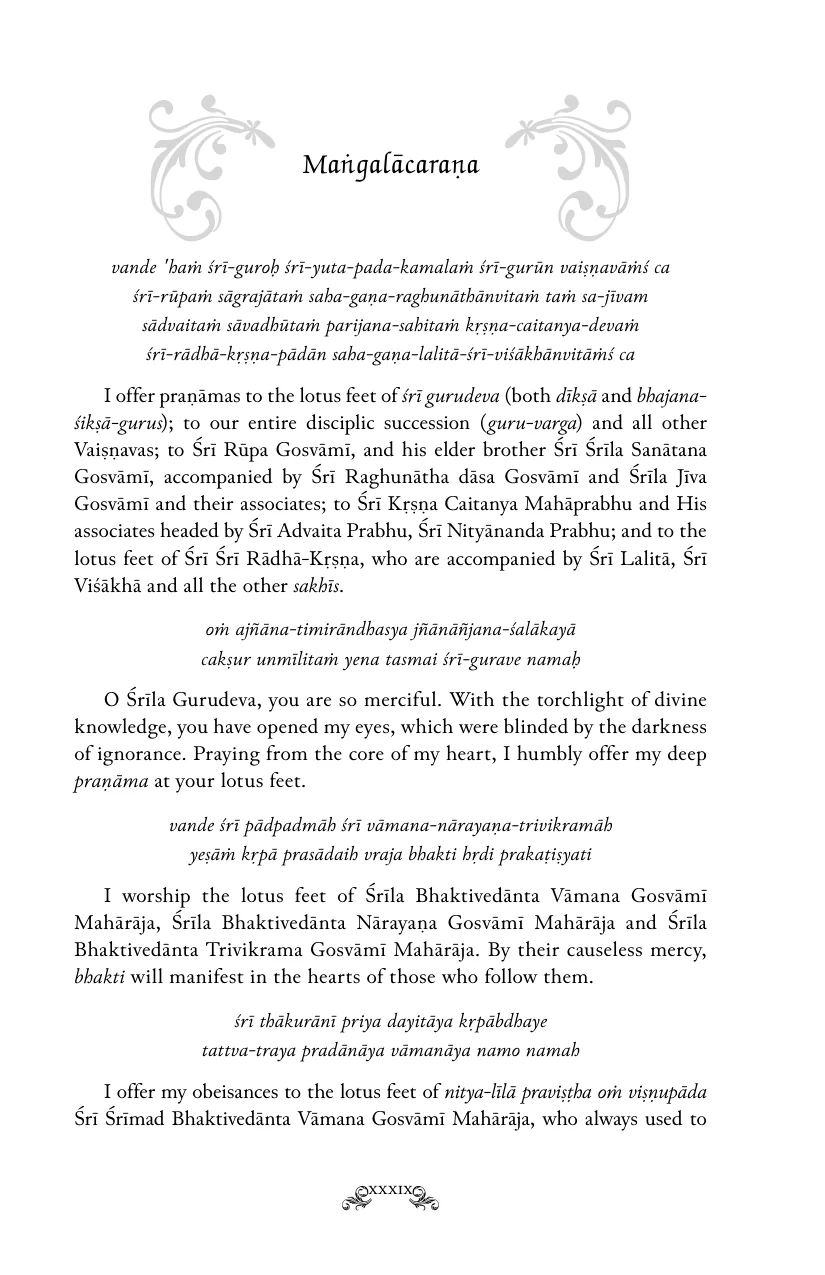 Maṅgalācaraṇa
vande 'haṁ śrī-guroḥ śrī-yuta-pada-kamalaṁ śrī-gurūn vaiṣṇavāṁś ca
śrī-rūpaṁ sāgrajātaṁ saha-gaṇa-raghunāthānvitaṁ taṁ sa-jīvam
sādvaitaṁ sāvadhūtaṁ parijana-sahitaṁ kṛṣṇa-caitanya-devaṁ
śrī-rādhā-kṛṣṇa-pādān saha-gaṇa-lalitā-śrī-viśākhānvitāṁś ca
I offer praṇāmas to the lotus feet of śrī gurudeva (both dīkṣā and bhajana-
śikṣā-gurus); to our entire disciplic succession (guru-varga) and all other
Vaiṣṇavas; to Śrī Rūpa Gosvāmī, and his elder brother Śrī Śrīla Sanātana
Gosvāmī, accompanied by Śrī Raghunātha dāsa Gosvāmī and Śrīla Jīva
Gosvāmī and their associates; to Śrī Kṛṣṇa Caitanya Mahāprabhu and His
associates headed by Śrī Advaita Prabhu, Śrī Nityānanda Prabhu; and to the
lotus feet of Śrī Śrī Rādhā-Kṛṣṇa, who are accompanied by Śrī Lalitā, Śrī
Viśākhā and all the other sakhīs.
oṁ ajñāna-timirāndhasya jñānāñjana-śalākayā
cakṣur unmīlitaṁ yena tasmai śrī-gurave namaḥ
O Śrīla Gurudeva, you are so merciful. With the torchlight of divine
knowledge, you have opened my eyes, which were blinded by the darkness
of ignorance. Praying from the core of my heart, I humbly offer my deep
praṇāma at your lotus feet.
vande śrī pādpadmāh śrī vāmana-nārayaṇa-trivikramāh
yeṣāṁ kṛpā prasādaih vraja bhakti hṛdi prakaṭiṣyati
I worship the lotus feet of Śrīla Bhaktivedānta Vāmana Gosvāmī
Mahārāja, Śrīla Bhaktivedānta Nārayaṇa Gosvāmī Mahārāja and Śrīla
Bhaktivedānta Trivikrama Gosvāmī Mahārāja. By their causeless mercy,
bhakti will manifest in the hearts of those who follow them.
śrī thākurānī priya dayitāya kṛpābdhaye
tattva-traya pradānāya vāmanāya namo namah
I offer my obeisances to the lotus feet of nitya-līlā praviṣṭha oṁ viṣṇupāda
Śrī Śrīmad Bhaktivedānta Vāmana Gosvāmī Mahārāja, who always used to
XXXIX